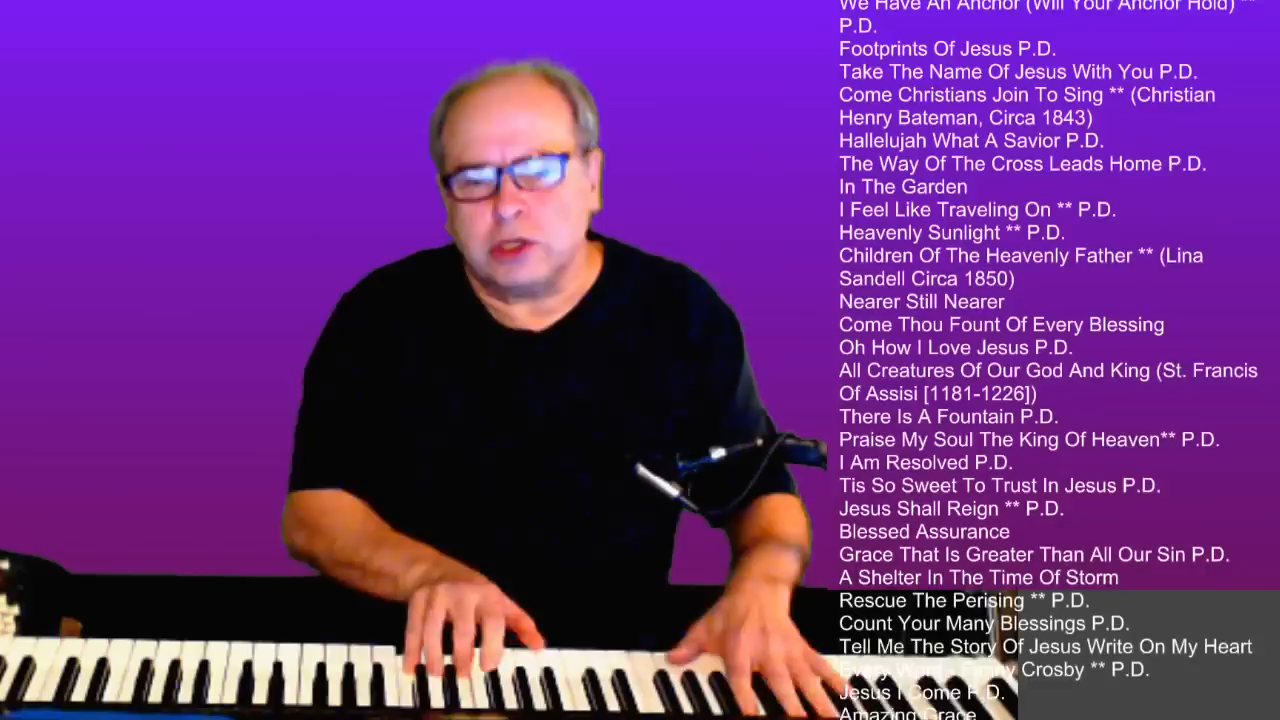 We Have An Anchor (Will Your Anchor Hold) **
P.D.
Footprints Of Jesus P.D.
Take The Name Of Jesus With You P.D.
Come Christians Join To Sing ** (Christian
Henry Bateman, Circa 1843)
Hallelujah What A Savior P.D.
The Way Of The Cross Leads Home P.D.
In The Garden
I Feel Like Traveling On ** P.D.
Heavenly Sunlight ** P.D.
Children Of The Heavenly Father ** (Lina
Sandell Circa 1850)
Nearer Still Nearer
Come Thou Fount Of Every Blessing
Oh How I Love Jesus P.D.
All Creatures Of Our God And King (St. Francis
Of Assisi [1181-1226])
There Is A Fountain P.D.
Praise My Soul The King Of Heaven** P.D.
I Am Resolved P.D.
Tis So Sweet To Trust In Jesus P.D.
Jesus Shall Reign ** P.D.
Blessed Assurance
Grace That Is Greater Than All Our Sin P.D.
A Shelter In The Time Of Storm
Rescue The Perising ** P.D.
Count Your Many Blessings P.D.
Tell Me The Story Of Jesus Write On My Heart
Every Word - Fanny Crosby ** P.D.
Jesus I Come P.D.
Amazing Grace